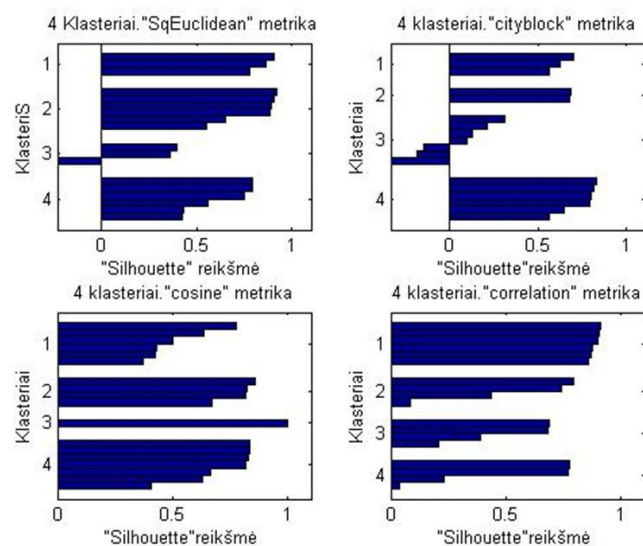 4 Klasteriai."SqEuclidean" metrika
KlasteriS
1
2
3
4
0
0.5
1
"Silhouette" reikšmė
4 klasteriai."cityblock" metrika
Klasteriai
1
2
3
4
0
0.5
1
"Silhouette"reikšmė
4 klasteriai."cosine" metrika
Klasteriai
1
2
3
4
0
0.5
1
"Silhouette"reikšmė
4 klasteriai."correlation" metrika
Klasteriai
1
2
3
4
0
0.5
1
"Silhouette"reikšmė